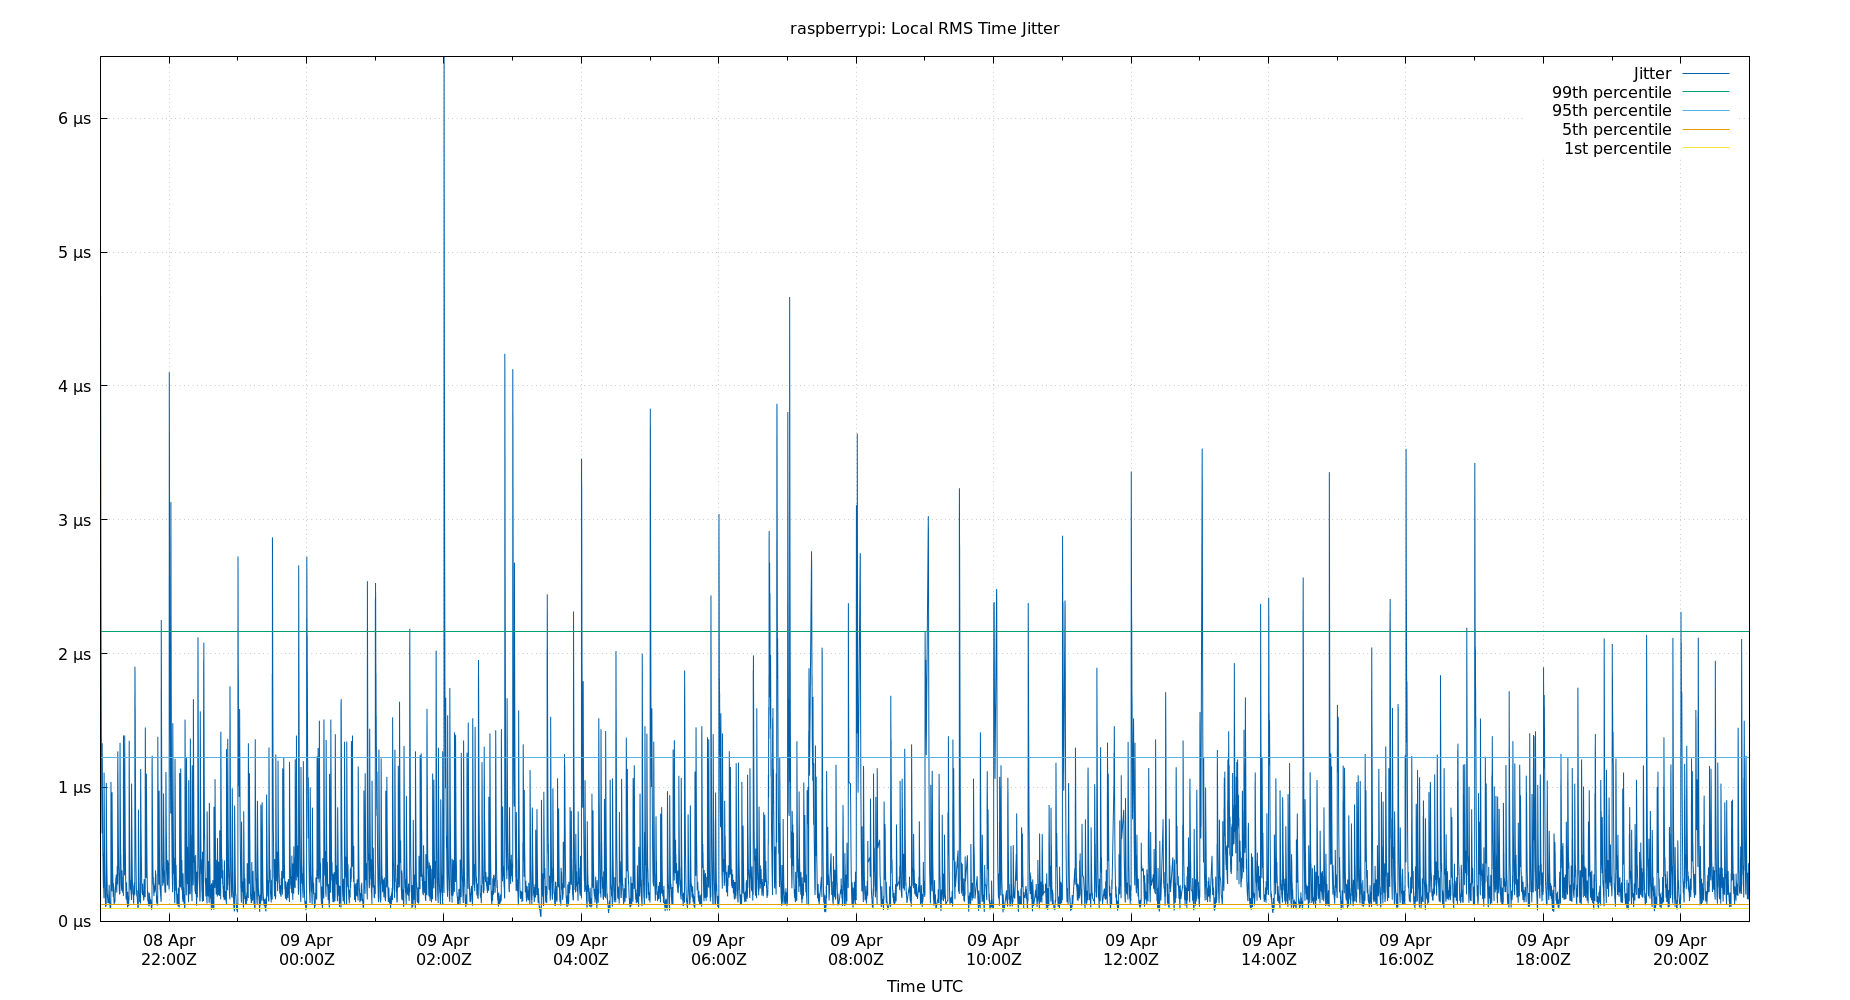 raspberrypi: Local RMS Time Jitter
Jitter
99th percentile
95th percentile
5th percentile
1st percentile
6 µs
5 µs
4 µs
3 µs
2 µs
1 µs
0 µs
08 Apr 09 Apr 09 Apr 09 Apr 09 Apr 09 Apr 09 Apr 09 Apr 09 Apr 09 Apr 09 Apr 09 Apr
22:00Z 00:00Z 02:00Z 04:00Z 06:00Z 08:00Z 10:00Z 12:00Z 14:00Z 16:00Z 18:00Z 20:00Z
Time UTC